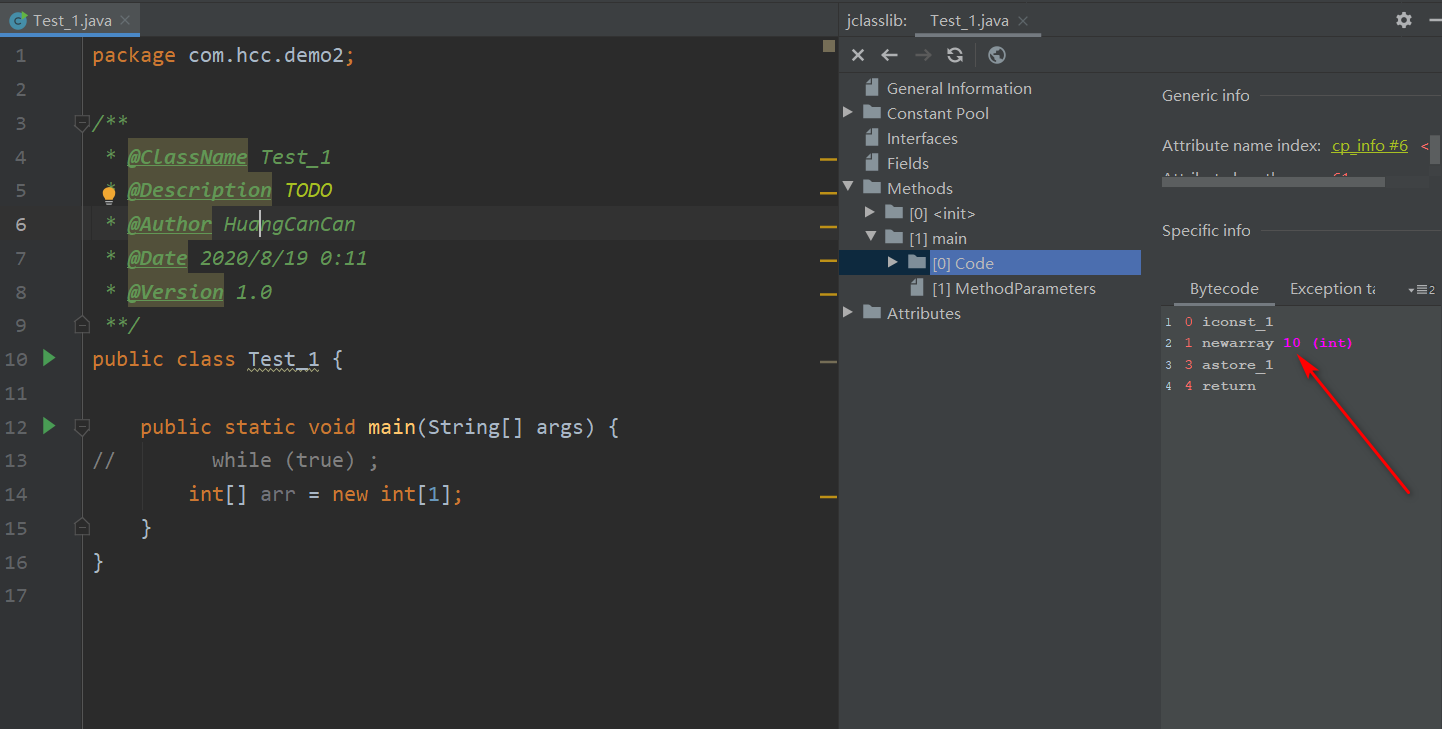 Test_1.java
1 package com.hcc.demo2;
2
3 /**
4 * @ClassName Test_1
5 * @Description TODO
6 * @Author HuangCanCan
7 * @Date 2020/8/19 0:11
8 * @Version 1.0
9 **/
10 public class Test_1 {
11
12 public static void main(String[] args) {
13 // while (true) ;
14 int[] arr = new int[1];
15 }
16 }
17
jclasslib: Test_1.java
General Information
Constant Pool
Interfaces
Fields
Methods
[0] <init>
[1] main
[0] Code
[1] MethodParameters
Attributes
Generic info
Attribute name index: cp_info #6 <
Specific info
Bytecode Exception ta 2
1 0 iconst_1
2 1 newarray 10 (int)
3 3 astore_1
4 4 return